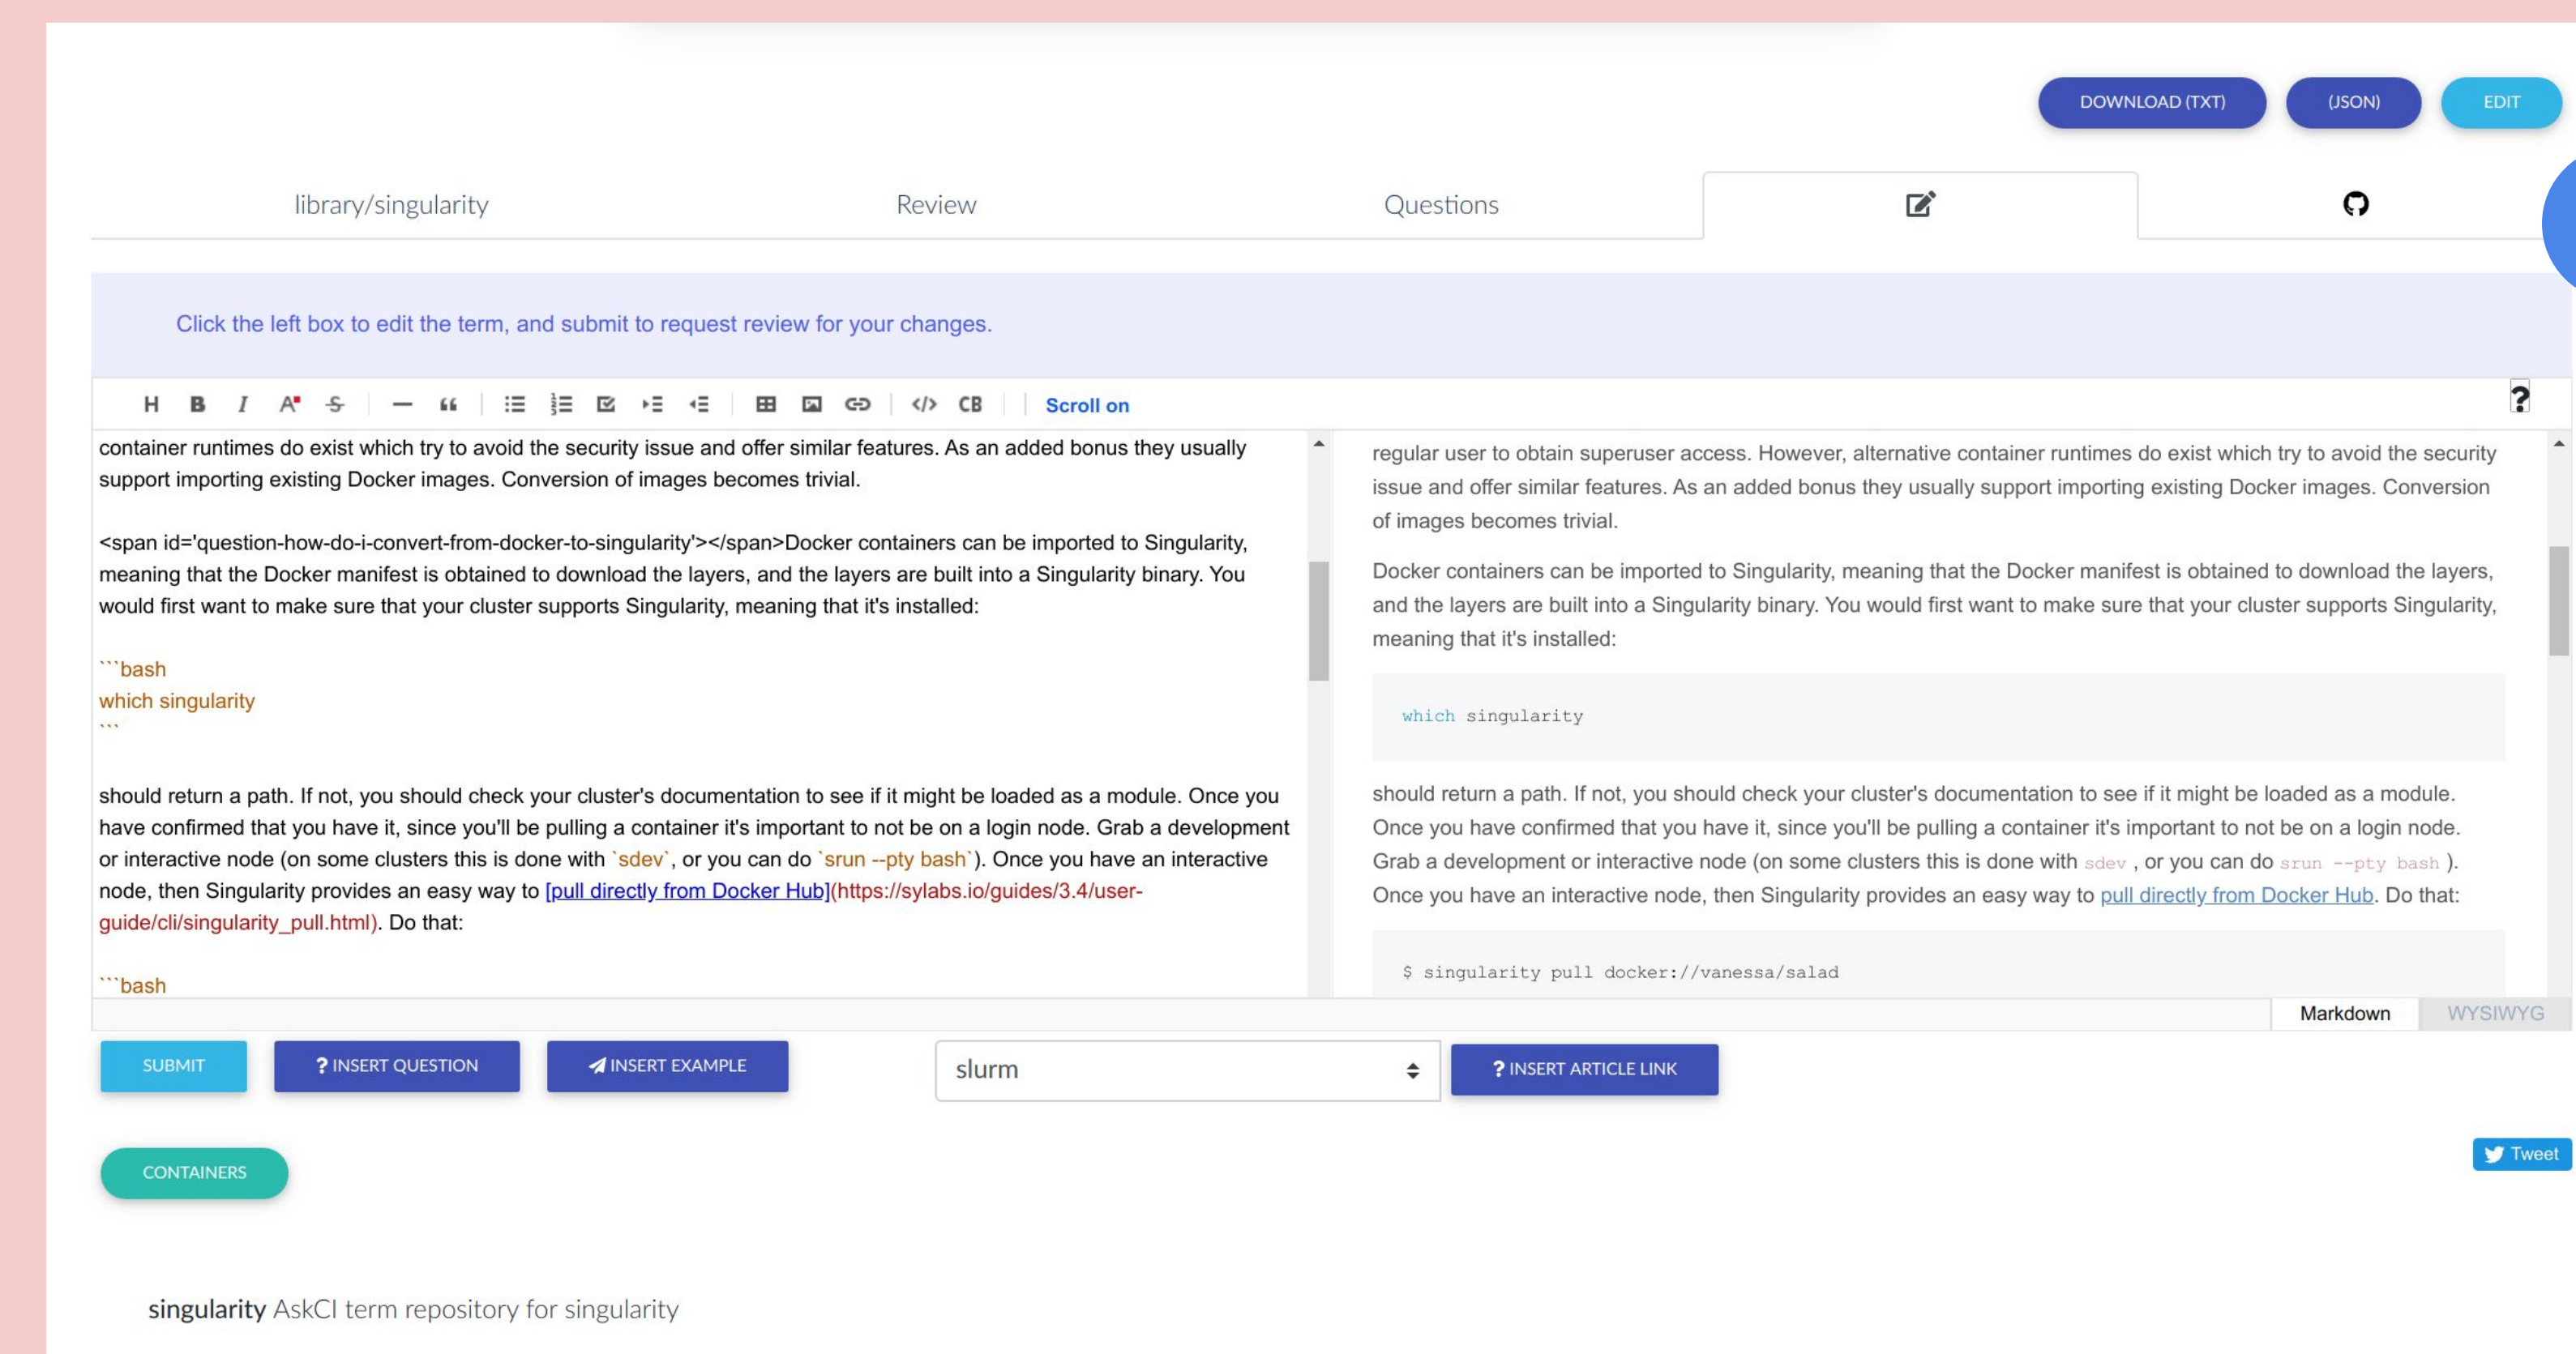 DOWNLOAD (TXT) (JSON) EDIT
library/singularity Review Questions
Click the left box to edit the term, and submit to request review for your changes.
H B I A S — “ </> CB Scroll on ?
container runtimes do exist which try to avoid the security issue and offer similar features. As an added bonus they usually
support importing existing Docker images. Conversion of images becomes trivial.
<span id='question-how-do-i-convert-from-docker-to-singularity'></span>Docker containers can be imported to Singularity,
meaning that the Docker manifest is obtained to download the layers, and the layers are built into a Singularity binary. You
would first want to make sure that your cluster supports Singularity, meaning that it's installed:
```bash
which singularity
```
should return a path. If not, you should check your cluster's documentation to see if it might be loaded as a module. Once you
have confirmed that you have it, since you'll be pulling a container it's important to not be on a login node. Grab a development
or interactive node (on some clusters this is done with `sdev`, or you can do `srun --pty bash`). Once you have an interactive
node, then Singularity provides an easy way to [pull directly from Docker Hub](https://sylabs.io/guides/3.4/user-
guide/cli/singularity_pull.html). Do that:
```bash
regular user to obtain superuser access. However, alternative container runtimes do exist which try to avoid the security
issue and offer similar features. As an added bonus they usually support importing existing Docker images. Conversion
of images becomes trivial.
Docker containers can be imported to Singularity, meaning that the Docker manifest is obtained to download the layers,
and the layers are built into a Singularity binary. You would first want to make sure that your cluster supports Singularity,
meaning that it's installed:
which singularity
should return a path. If not, you should check your cluster's documentation to see if it might be loaded as a module.
Once you have confirmed that you have it, since you'll be pulling a container it's important to not be on a login node.
Grab a development or interactive node (on some clusters this is done with sdev , or you can do srun --pty bash ).
Once you have an interactive node, then Singularity provides an easy way to pull directly from Docker Hub. Do that:
$ singularity pull docker://vanessa/salad
Markdown WYSIWYG
SUBMIT ? INSERT QUESTION INSERT EXAMPLE slurm ? INSERT ARTICLE LINK
CONTAINERS Tweet
singularity AskCI term repository for singularity